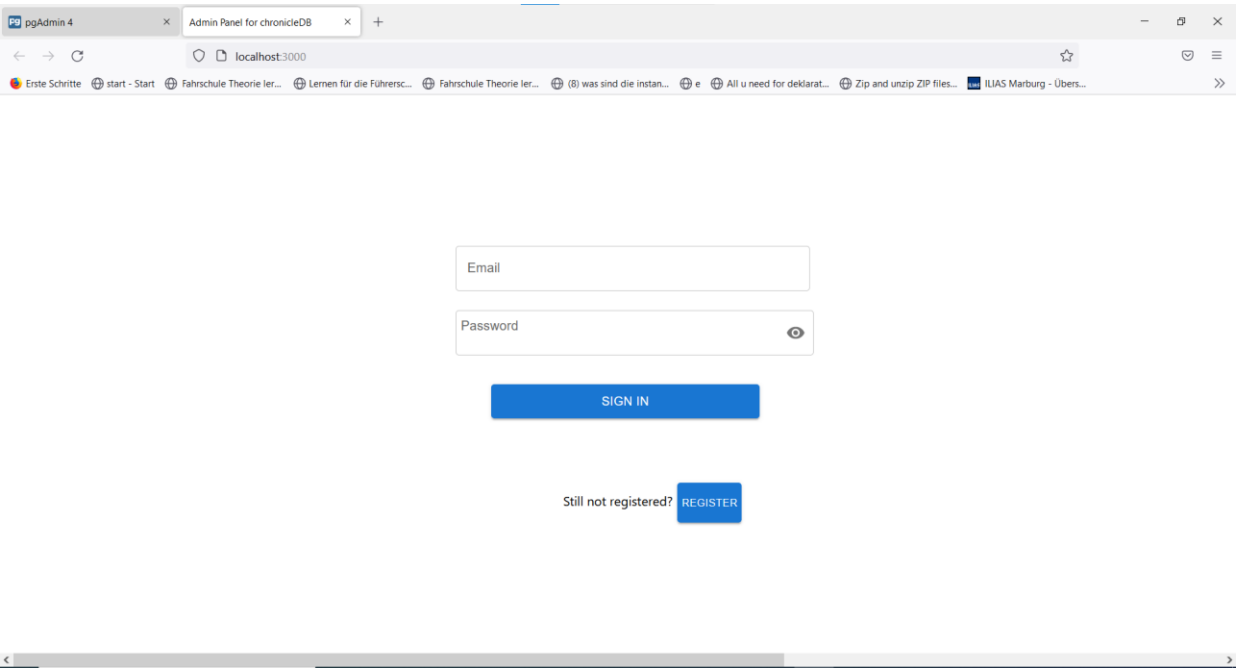 pgAdmin 4
Admin Panel for chronicleDB
localhost:3000
Erste Schritte start - Start Fahrschule Theorie ler... Lernen für die Führersc... Fahrschule Theorie ler... (8) was sind die instan... e All u need for deklarat... Zip and unzip ZIP files... ILIAS Marburg - Übers...
Email
Password
SIGN IN
Still not registered? REGISTER